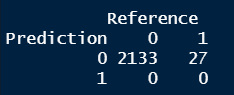 Reference
Prediction 0 1
0 2133 27
1 0 0